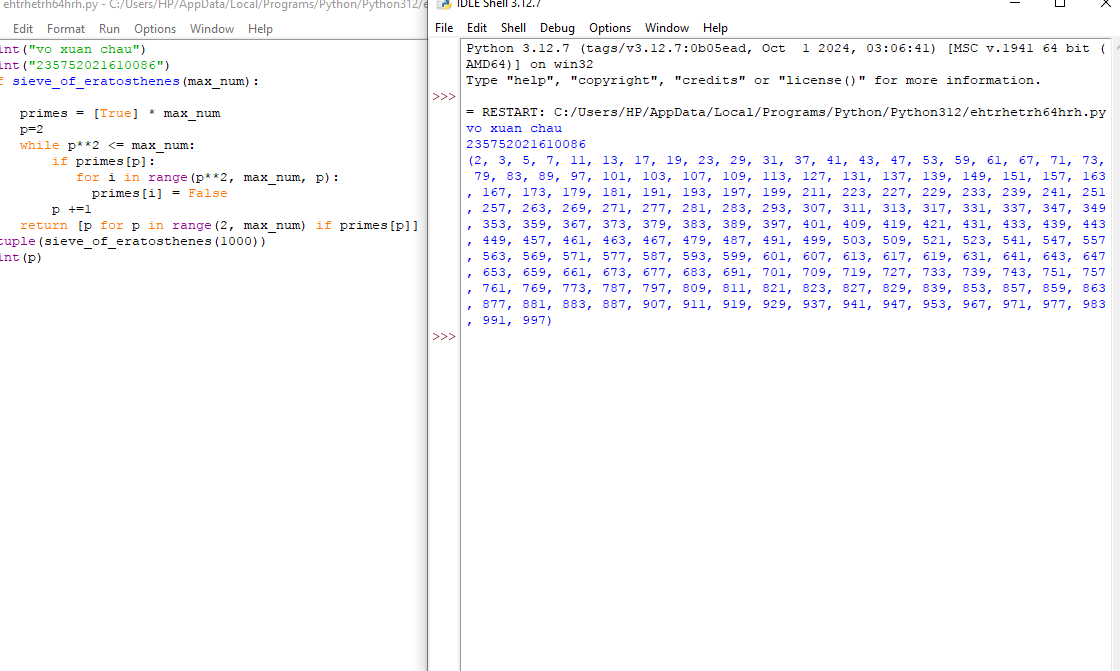 ehtrhetrh64hrh.py - C:/Users/HP/AppData/Local/Programs/Python/Python312/e
Edit Format Run Options Window Help
int("vo xuan chau")
int("235752021610086")
f sieve_of_eratosthenes(max_num):
primes = [True] * max_num
p=2
while p**2 <= max_num:
if primes[p]:
for i in range(p**2, max_num, p):
primes[i] = False
p +=1
return [p for p in range(2, max_num) if primes[p]]
tuple(sieve_of_eratosthenes(1000))
int(p)
IDLE Shell 3.12.7
File Edit Shell Debug Options Window Help
Python 3.12.7 (tags/v3.12.7:0b05ead, Oct  1 2024, 03:06:41) [MSC v.1941 64 bit (
AMD64)] on win32
Type "help", "copyright", "credits" or "license()" for more information.
>>>
= RESTART: C:/Users/HP/AppData/Local/Programs/Python/Python312/ehtrhetrh64hrh.py
vo xuan chau
235752021610086
(2, 3, 5, 7, 11, 13, 17, 19, 23, 29, 31, 37, 41, 43, 47, 53, 59, 61, 67, 71, 73,
79, 83, 89, 97, 101, 103, 107, 109, 113, 127, 131, 137, 139, 149, 151, 157, 163
, 167, 173, 179, 181, 191, 193, 197, 199, 211, 223, 227, 229, 233, 239, 241, 251
, 257, 263, 269, 271, 277, 281, 283, 293, 307, 311, 313, 317, 331, 337, 347, 349
, 353, 359, 367, 373, 379, 383, 389, 397, 401, 409, 419, 421, 431, 433, 439, 443
, 449, 457, 461, 463, 467, 479, 487, 491, 499, 503, 509, 521, 523, 541, 547, 557
, 563, 569, 571, 577, 587, 593, 599, 601, 607, 613, 617, 619, 631, 641, 643, 647
, 653, 659, 661, 673, 677, 683, 691, 701, 709, 719, 727, 733, 739, 743, 751, 757
, 761, 769, 773, 787, 797, 809, 811, 821, 823, 827, 829, 839, 853, 857, 859, 863
, 877, 881, 883, 887, 907, 911, 919, 929, 937, 941, 947, 953, 967, 971, 977, 983
, 991, 997)
>>>